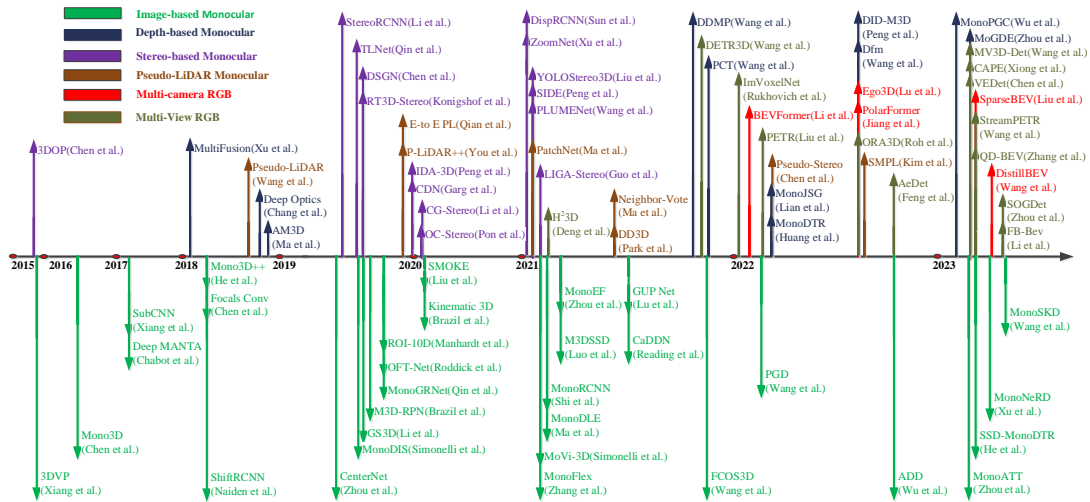 Image-based Monocular
Depth-based Monocular
Stereo-based Monocular
Pseudo-LiDAR Monocular
Multi-camera RGB
Multi-View RGB
3DOP(Chen et al.)
MultiFusion(Xu et al.)
Pseudo-LiDAR
(Wang et al.)
Deep Optics
(Chang et al.)
AM3D
(Ma et al.)
StereoRCNN(Li et al.)
TLNet(Qin et al.)
DSGN(Chen et al.)
RT3D-Stereo(Konigshof et al.)
E-to E PL(Qian et al.)
P-LiDAR++(You et al.)
IDA-3D(Peng et al.)
CDN(Garg et al.)
CG-Stereo(Li et al.)
OC-Stereo(Pon et al.)
DispRCNN(Sun et al.)
ZoomNet(Xu et al.)
YOLOStereo3D(Liu et al.)
SIDE(Peng et al.)
PLUMENet(Wang et al.)
PatchNet(Ma et al.)
LIGA-Stereo(Guo et al.)
H²3D
(Deng et al.)
Neighbor-Vote
(Ma et al.)
DD3D
(Park et al.)
DDMP(Wang et al.)
DETR3D(Wang et al.)
PCT(Wang et al.)
ImVoxelNet
(Rukhovich et al.)
BEVFormer(Li et al.)
PETR(Liu et al.)
Pseudo-Stereo
(Chen et al.)
MonoJSG
(Lian et al.)
MonoDTR
(Huang et al.)
DID-M3D
(Peng et al.)
Dfm
(Wang et al.)
Ego3D(Lu et al.)
PolarFormer
(Jiang et al.)
ORA3D(Roh et al.)
SMPL(Kim et al.)
AeDet
(Feng et al.)
MonoPGC(Wu et al.)
MoGDE(Zhou et al.)
MV3D-Det(Wang et al.)
CAPE(Xiong et al.)
VEDet(Chen et al.)
SparseBEV(Liu et al.)
StreamPETR
(Wang et al.)
QD-BEV(Zhang et al.)
DistillBEV
(Wang et al.)
SOGDet
(Zhou et al.)
FB-Bev
(Li et al.)
2015 2016 2017 2018 2019 2020 2021 2022 2023
3DVP
(Xiang et al.)
Mono3D
(Chen et al.)
SubCNN
(Xiang et al.)
Deep MANTA
(Chabot et al.)
Mono3D++
(He et al.)
Focals Conv
(Chen et al.)
ShiftRCNN
(Naiden et al.)
CenterNet
(Zhou et al.)
MonoDIS(Simonelli et al.)
GS3D(Li et al.)
M3D-RPN(Brazil et al.)
MonoGRNet(Qin et al.)
OFT-Net(Roddick et al.)
ROI-10D(Manhardt et al.)
SMOKE
(Liu et al.)
Kinematic 3D
(Brazil et al.)
MonoFlex
(Zhang et al.)
MoVi-3D(Simonelli et al.)
MonoDLE
(Ma et al.)
MonoRCNN
(Shi et al.)
M3DSSD
(Luo et al.)
MonoEF
(Zhou et al.)
GUP Net
(Lu et al.)
CaDDN
(Reading et al.)
FCOS3D
(Wang et al.)
PGD
(Wang et al.)
ADD
(Wu et al.)
MonoATT
(Zhou et al.)
SSD-MonoDTR
(He et al.)
MonoNeRD
(Xu et al.)
MonoSKD
(Wang et al.)